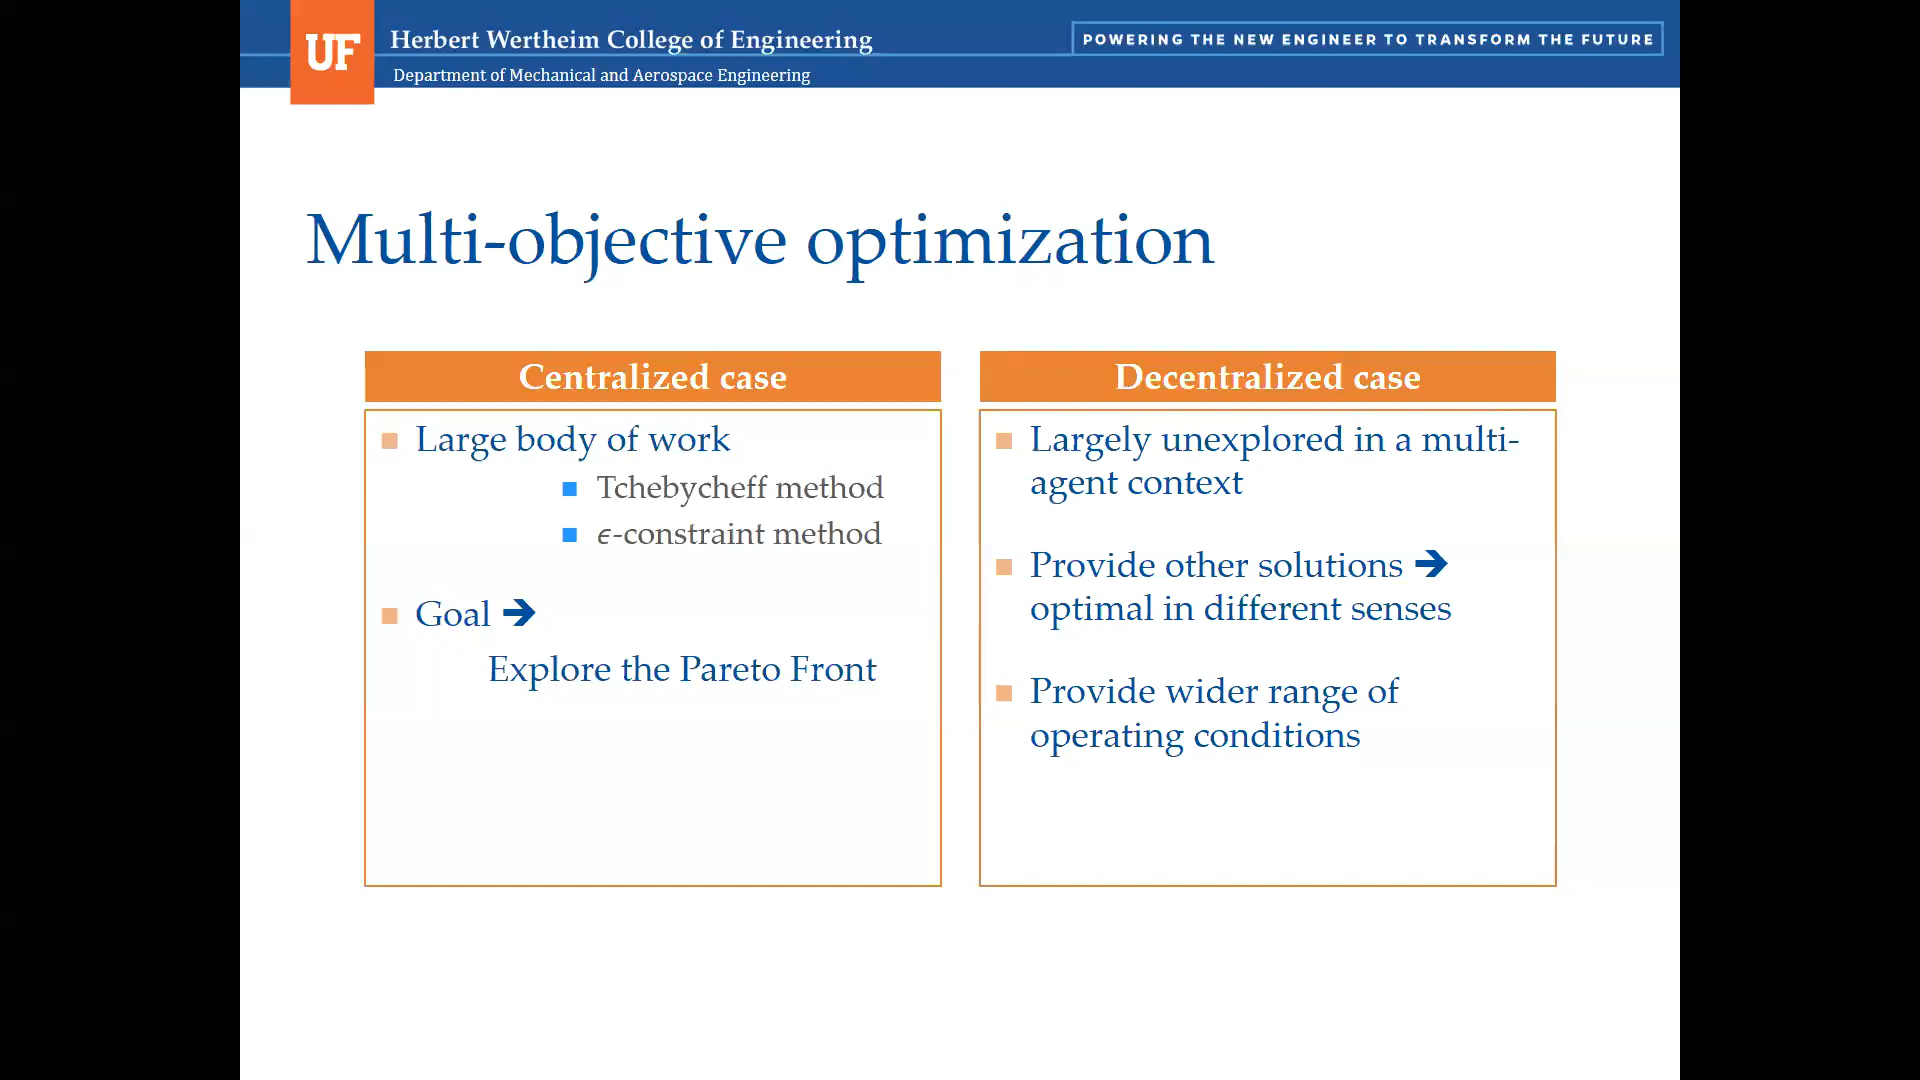 UF
Herbert Wertheim College of Engineering
Department of Mechanical and Aerospace Engineering
POWERING THE NEW ENGINEER TO TRANSFORM THE FUTURE
Multi-objective optimization
Centralized case
Large body of work
Tchebycheff method
ϵ-constraint method
Goal ➔
Explore the Pareto Front
Decentralized case
Largely unexplored in a multi-
agent context
Provide other solutions ➔
optimal in different senses
Provide wider range of
operating conditions